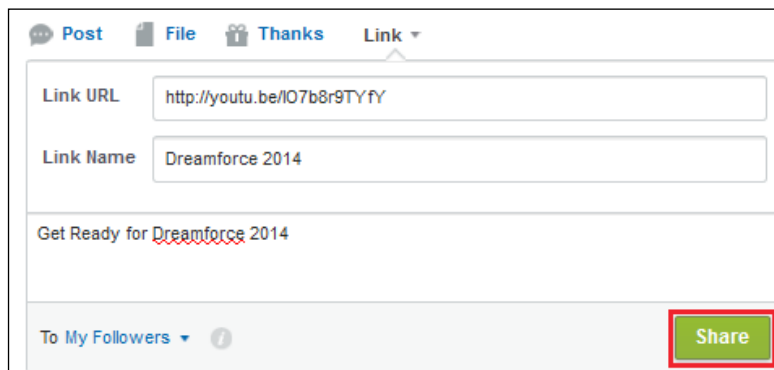 Post File Thanks Link
Link URL http://youtu.be/lO7b8r9TYfY
Link Name Dreamforce 2014
Get Ready for Dreamforce 2014
To My Followers Share